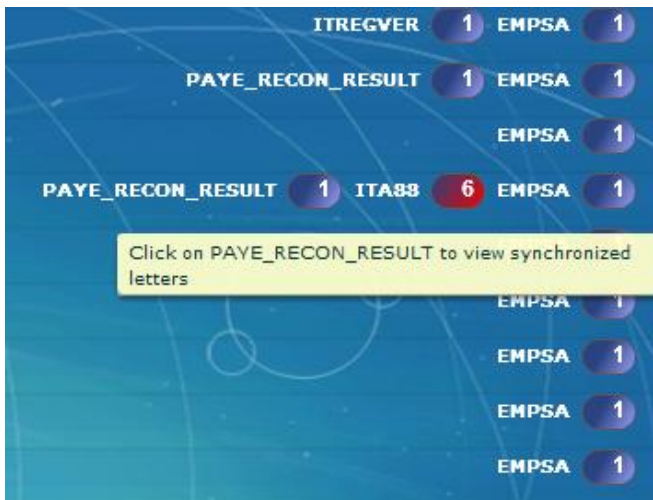 ITREGVER 1 EMPSA 1
PAYE_RECON_RESULT 1 EMPSA 1
EMPSA 1
PAYE_RECON_RESULT 1 ITA88 6 EMPSA 1
Click on PAYE_RECON_RESULT to view synchronized
letters
EMPSA 1
EMPSA 1
EMPSA 1
EMPSA 1